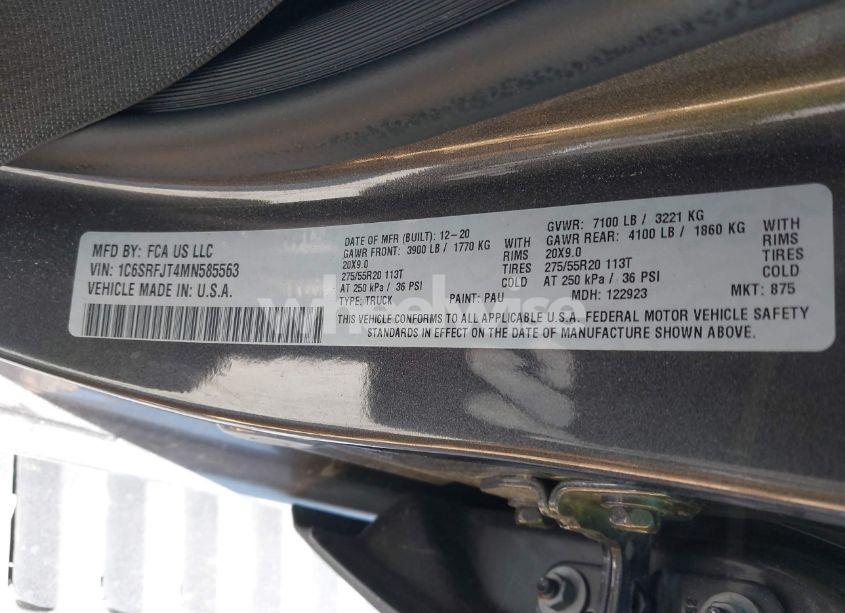 MFD BY: FCA US LLC
VIN: 1C6SRFJT4MN585563
VEHICLE MADE IN: U.S.A.
DATE OF MFR (BUILT): 12-20
GAWR FRONT: 3900 LB / 1770 KG WITH
20X9.0 RIMS
275/55R20 113T TIRES
AT 250 kPa / 36 PSI COLD
GVWR: 7100 LB / 3221 KG
GAWR REAR: 4100 LB / 1860 KG WITH
20X9.0 RIMS
275/55R20 113T TIRES
AT 250 kPa / 36 PSI COLD
TYPE: TRUCK PAINT: PAU MDH: 122923 MKT: 875
THIS VEHICLE CONFORMS TO ALL APPLICABLE U.S.A. FEDERAL MOTOR VEHICLE SAFETY
STANDARDS IN EFFECT ON THE DATE OF MANUFACTURE SHOWN ABOVE.